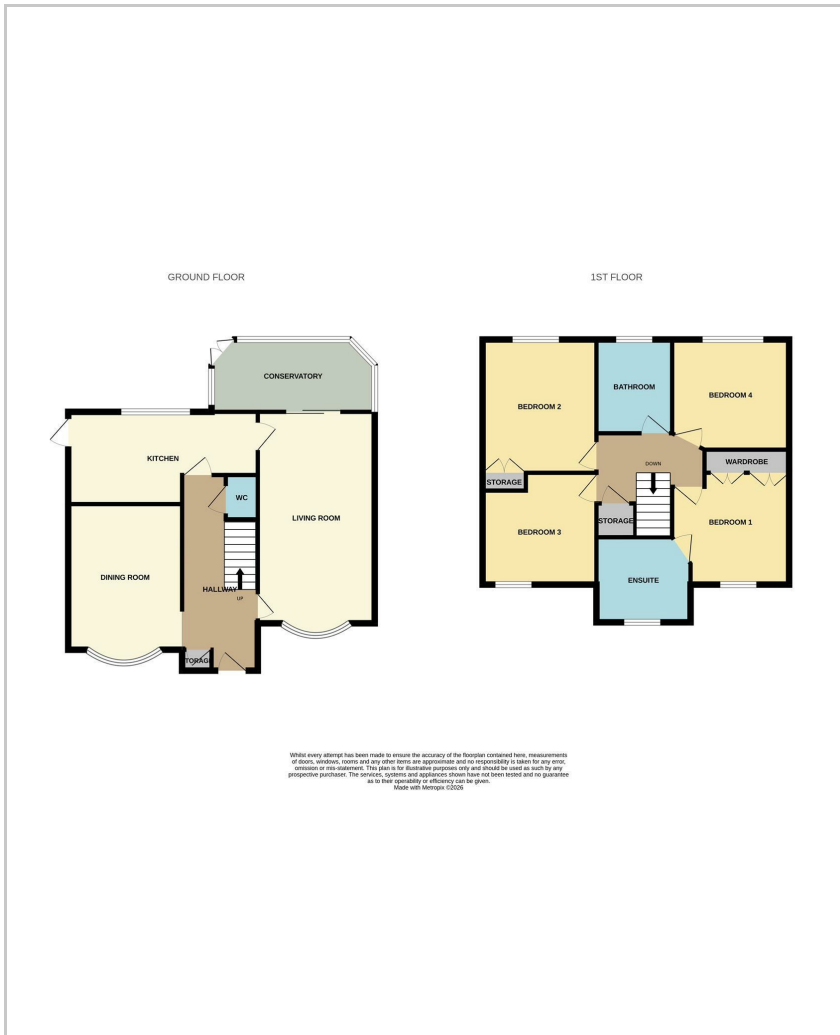 GROUND FLOOR
CONSERVATORY
KITCHEN
WC
LIVING ROOM
DINING ROOM
HALLWAY
UP
TORAGE
1ST FLOOR
BEDROOM 2
BATHROOM
BEDROOM 4
DOWN
WARDROBE
STORAGE
STORAGE
BEDROOM 3
BEDROOM 1
ENSUITE
Whilst every attempt has been made to ensure the accuracy of the floorplan contained here, measurements
of doors, windows, rooms and any other items are approximate and no responsibility is taken for any error,
omission or mis-statement. This plan is for illustrative purposes only and should be used as such by any
prospective purchaser. The services, systems and appliances shown have not been tested and no guarantee
as to their operability or efficiency can be given.
Made with Metropix ©2026